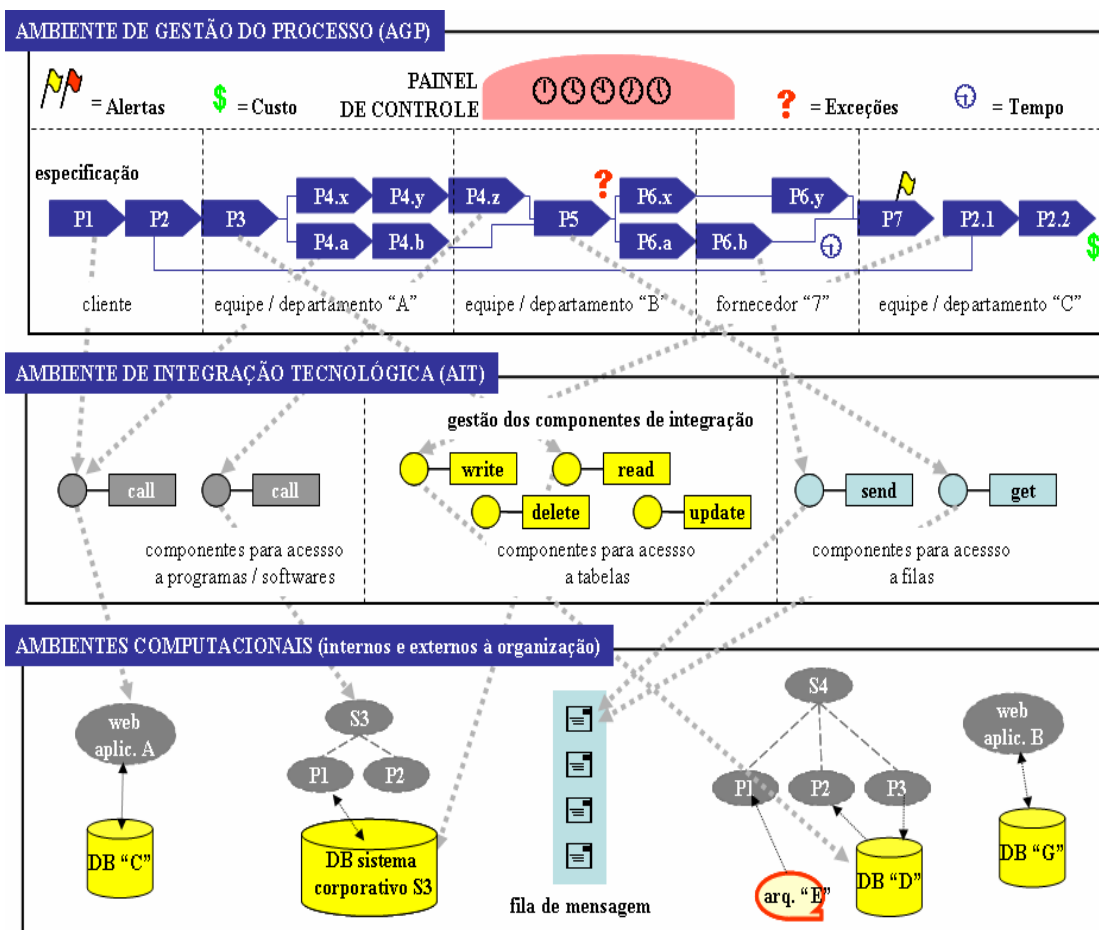 AMBIENTE DE GESTÃO DO PROCESSO (AGP)
= Alertas
$ = Custo
PAINEL
DE CONTROLE
? = Exceções
= Tempo
especificação
P1
P2
P3
P4.x
P4.y
P4.z
P4.a
P4.b
P5
?
P6.x
P6.y
P6.a
P6.b
P7
P2.1
P2.2
$
cliente
equipe / departamento “A”
equipe / departamento “B”
fornecedor “7”
equipe / departamento “C”
AMBIENTE DE INTEGRAÇÃO TECNOLÓGICA (AIT)
gestão dos componentes de integração
call
call
write
read
delete
update
send
get
componentes para acessso
a programas / softwares
componentes para acessso
a tabelas
componentes para acessso
a filas
AMBIENTES COMPUTACIONAIS (internos e externos à organização)
web
aplic. A
DB “C”
S3
P1
P2
DB sistema
corporativo S3
fila de mensagem
S4
P1
P2
P3
arq. “E”
DB “D”
web
aplic. B
DB “G”